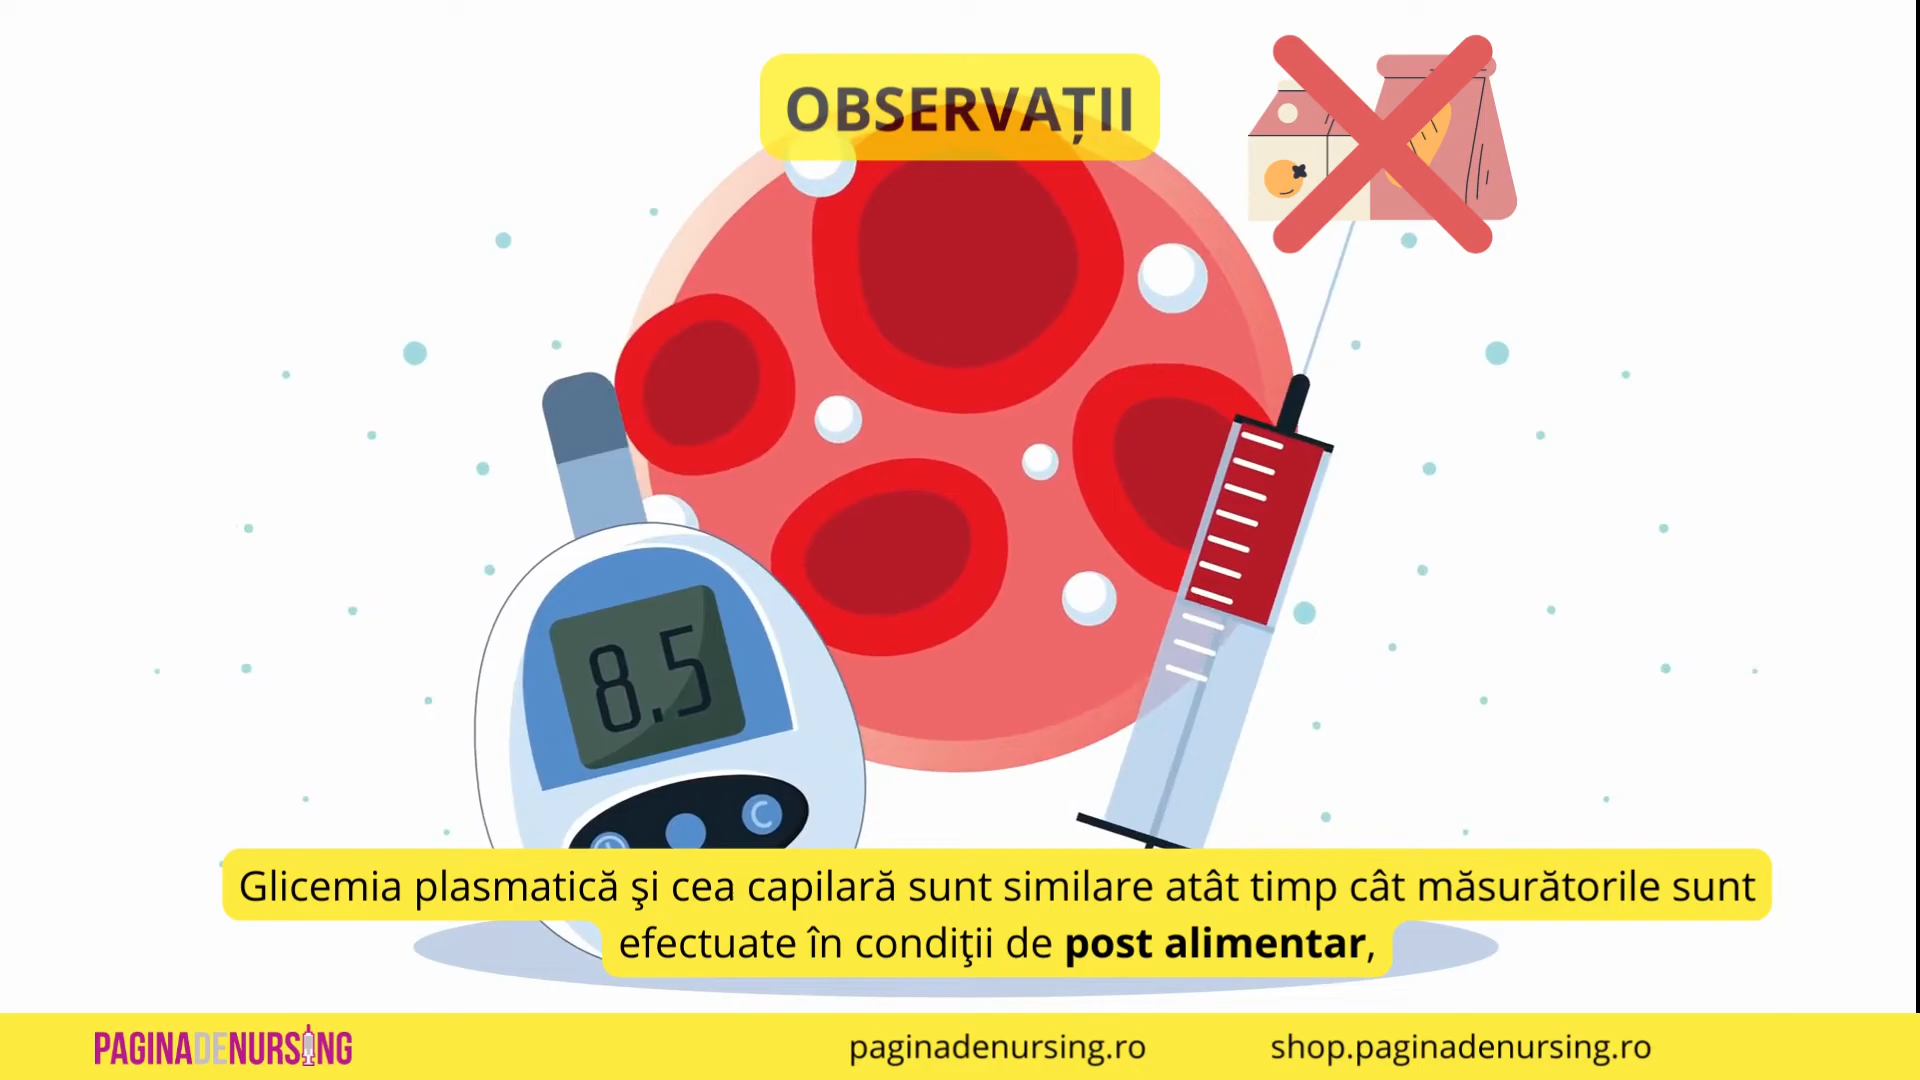 OBSERVAȚII
8.5
C
Glicemia plasmatică şi cea capilară sunt similare atât timp cât măsurătorile sunt
efectuate în condiţii de post alimentar,
PAGINADENURSING
paginadenursing.ro
shop.paginadenursing.ro